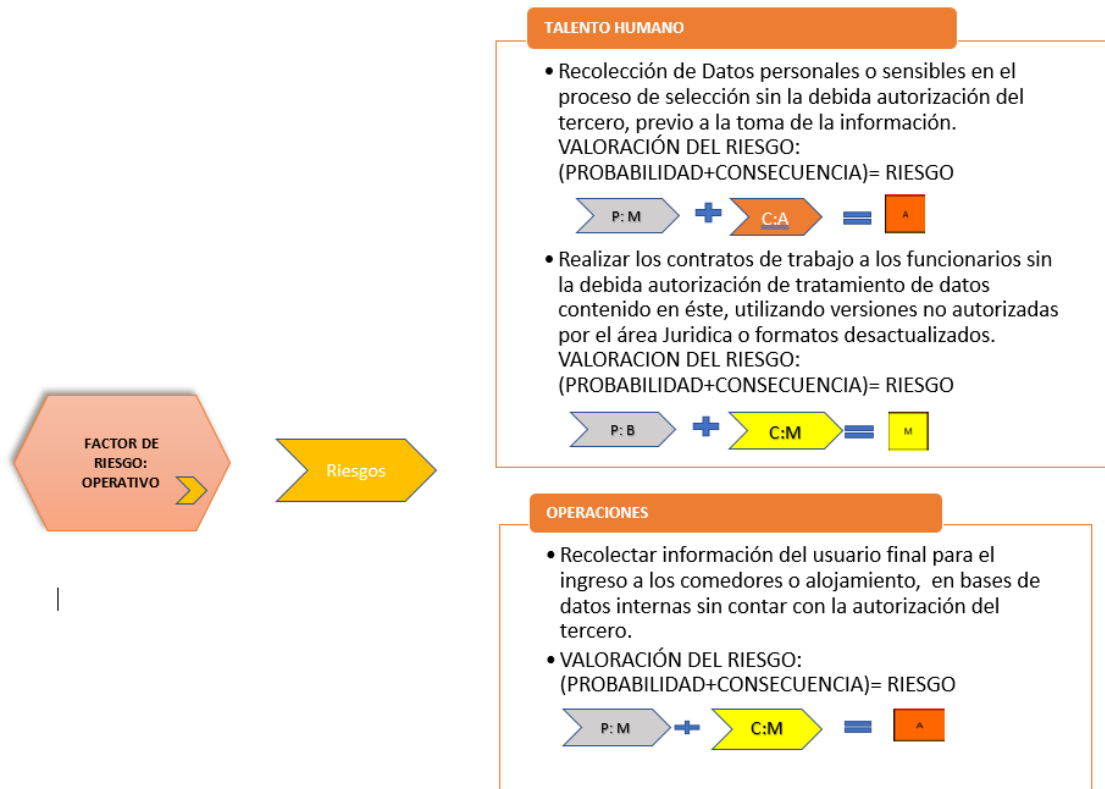 TALENTO HUMANO
• Recolección de Datos personales o sensibles en el
proceso de selección sin la debida autorización del
tercero, previo a la toma de la información.
VALORACIÓN DEL RIESGO:
(PROBABILIDAD+CONSECUENCIA)= RIESGO
P: M + C:A = A
• Realizar los contratos de trabajo a los funcionarios sin
la debida autorización de tratamiento de datos
contenido en éste, utilizando versiones no autorizadas
por el área Juridica o formatos desactualizados.
VALORACION DEL RIESGO:
(PROBABILIDAD+CONSECUENCIA)= RIESGO
P: B + C:M = M
FACTOR DE
RIESGO:
OPERATIVO
Riesgos
OPERACIONES
• Recolectar información del usuario final para el
ingreso a los comedores o alojamiento, en bases de
datos internas sin contar con la autorización del
tercero.
• VALORACIÓN DEL RIESGO:
(PROBABILIDAD+CONSECUENCIA)= RIESGO
P: M + C:M = A